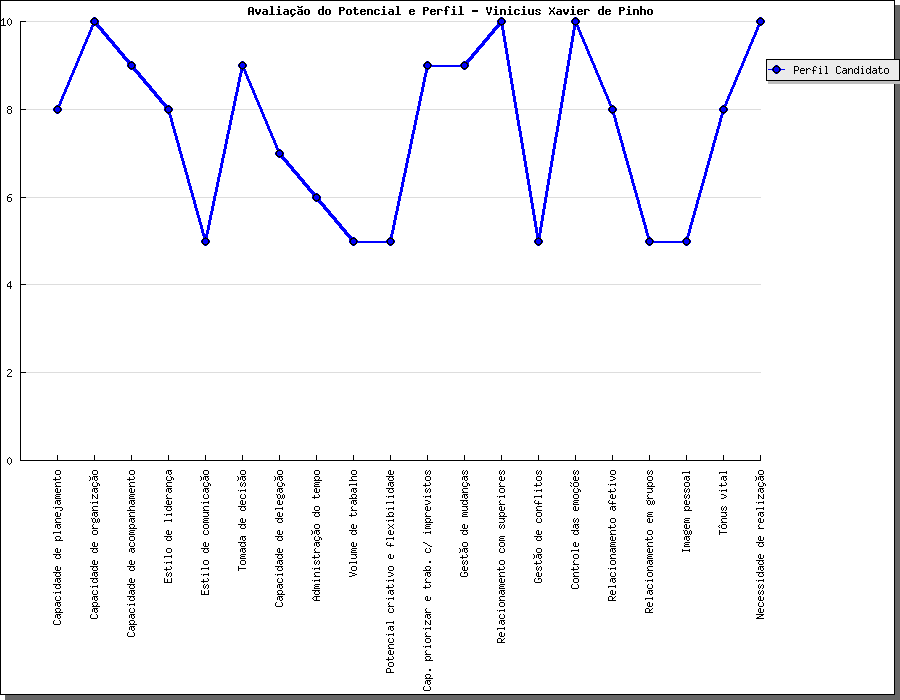 Avaliação do Potencial e Perfil - Vinicius Xavier de Pinho
10
8
6
4
2
0
Perfil Candidato
Capacidade de planejamento
Capacidade de organização
Capacidade de acompanhamento
Estilo de liderança
Estilo de comunicação
Tomada de decisão
Capacidade de delegação
Administração do tempo
Volume de trabalho
Potencial criativo e flexibilidade
Cap. priorizar e trab. c/ imprevistos
Gestão de mudanças
Relacionamento com superiores
Gestão de conflitos
Controle das emoções
Relacionamento afetivo
Relacionamento em grupos
Imagem pessoal
Tônus vital
Necessidade de realização